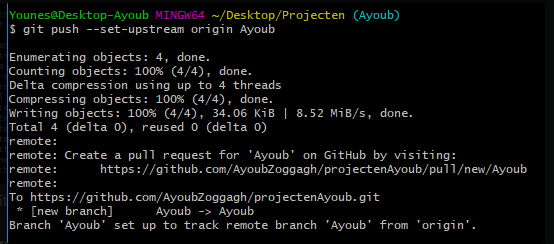 Younes@Desktop-Ayoub MINGW64 ~/Desktop/Projecten (Ayoub)
$ git push --set-upstream origin Ayoub
Enumerating objects: 4, done.
Counting objects: 100% (4/4), done.
Delta compression using up to 4 threads
Compressing objects: 100% (4/4), done.
Writing objects: 100% (4/4), 34.06 KiB | 8.52 MiB/s, done.
Total 4 (delta 0), reused 0 (delta 0)
remote:
remote: Create a pull request for 'Ayoub' on GitHub by visiting:
remote:      https://github.com/AyoubZoggagh/projectenAyoub/pull/new/Ayoub
remote:
To https://github.com/AyoubZoggagh/projectenAyoub.git
 * [new branch]      Ayoub -> Ayoub
Branch 'Ayoub' set up to track remote branch 'Ayoub' from 'origin'.